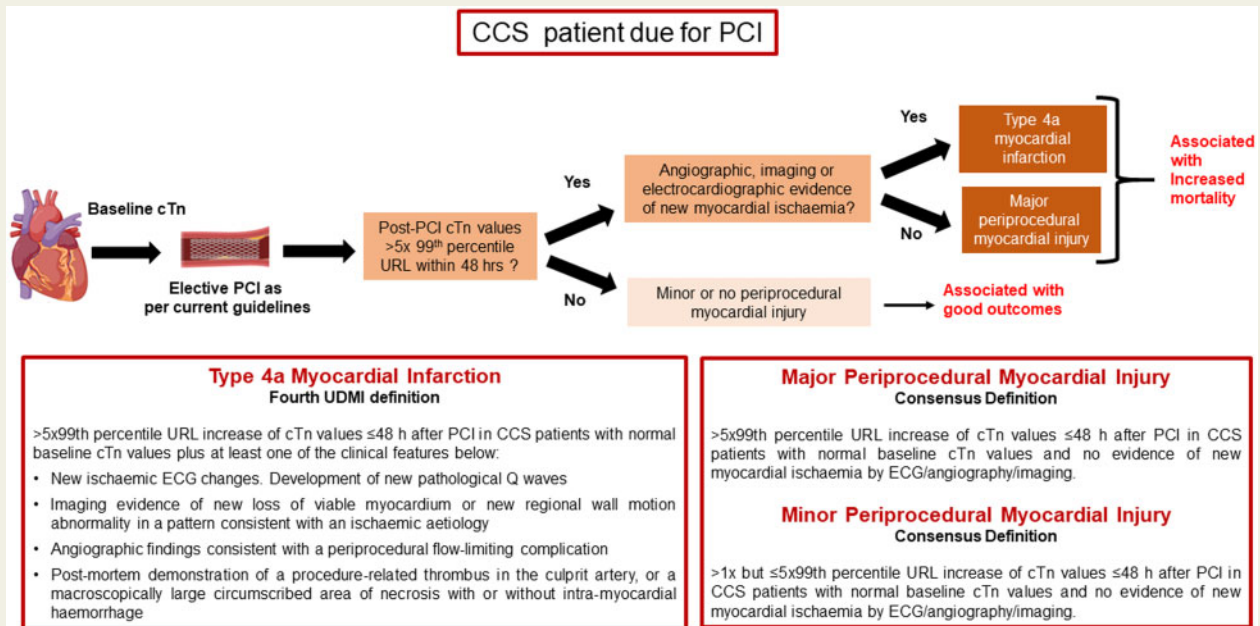 CCS patient due for PCI
Baseline cTn
Elective PCI as
per current guidelines
Post-PCI cTn values
>5x 99th percentile
URL within 48 hrs ?
Yes
No
Angiographic, imaging or
electrocardiographic evidence
of new myocardial ischaemia?
Minor or no periprocedural
myocardial injury
Yes
No
Type 4a
myocardial
infarction
Major
periprocedural
myocardial injury
Associated
with
Increased
mortality
Associated with
good outcomes
Type 4a Myocardial Infarction
Fourth UDMI definition
>5x99th percentile URL increase of cTn values ≤48 h after PCI in CCS patients with normal
baseline cTn values plus at least one of the clinical features below:
• New ischaemic ECG changes. Development of new pathological Q waves
• Imaging evidence of new loss of viable myocardium or new regional wall motion
abnormality in a pattern consistent with an ischaemic aetiology
• Angiographic findings consistent with a periprocedural flow-limiting complication
• Post-mortem demonstration of a procedure-related thrombus in the culprit artery, or a
macroscopically large circumscribed area of necrosis with or without intra-myocardial
haemorrhage
Major Periprocedural Myocardial Injury
Consensus Definition
>5x99th percentile URL increase of cTn values ≤48 h after PCI in CCS
patients with normal baseline cTn values and no evidence of new
myocardial ischaemia by ECG/angiography/imaging.
Minor Periprocedural Myocardial Injury
Consensus Definition
>1x but ≤5x99th percentile URL increase of cTn values ≤48 h after PCI in
CCS patients with normal baseline cTn values and no evidence of new
myocardial ischaemia by ECG/angiography/imaging.